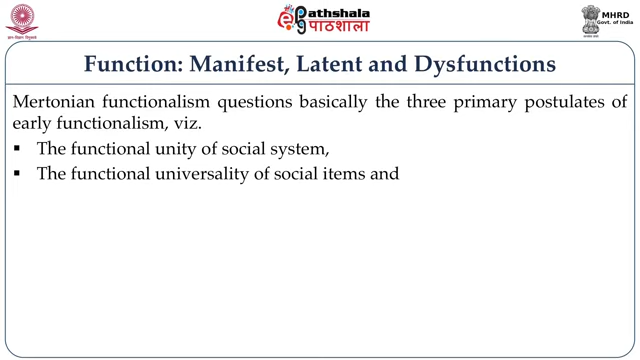 Pathshala
पाठशाला
MHRD
Govt. of India
Function: Manifest, Latent and Dysfunctions
Mertonian functionalism questions basically the three primary postulates of
early functionalism, viz.
▪ The functional unity of social system,
▪ The functional universality of social items and